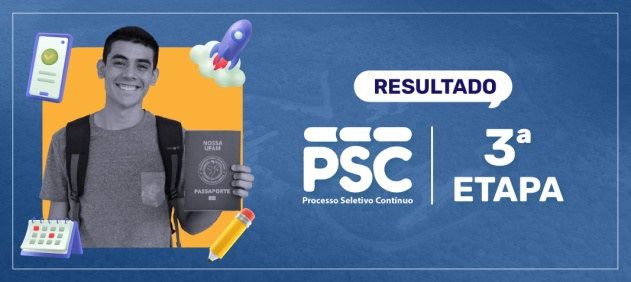 NOSSA
UFAM
PASSAPORTE
RESULTADO
PSC
Processo Seletivo Contínuo
3ª
ETAPA